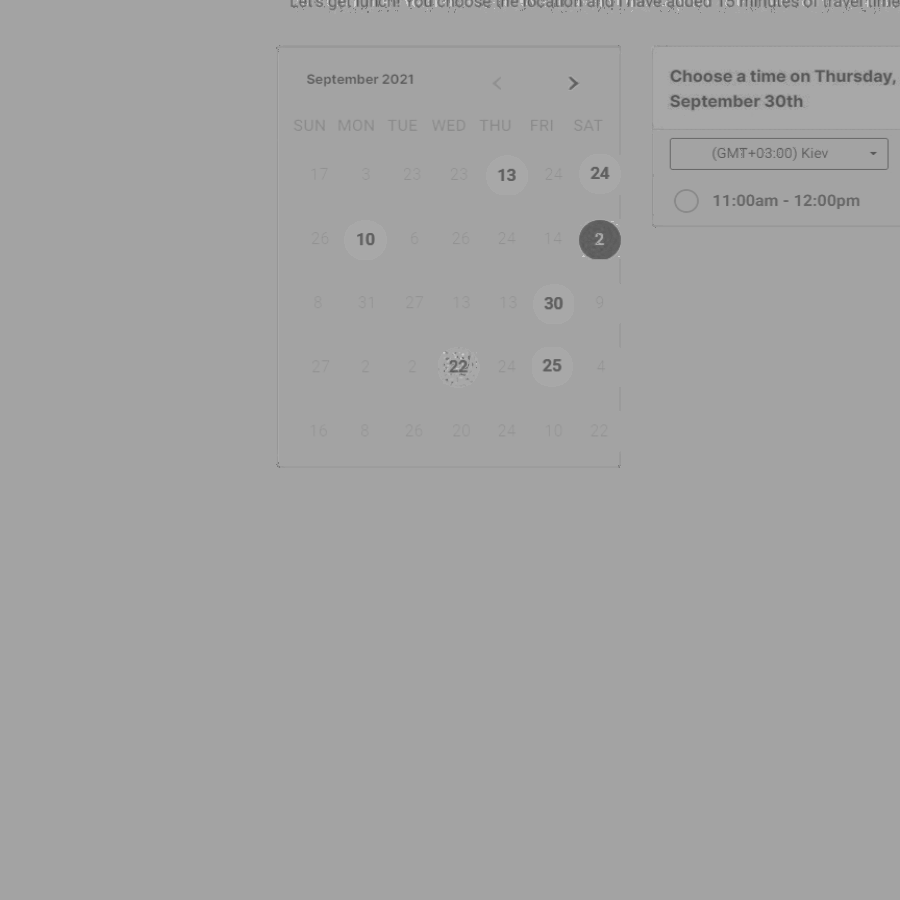 Let's get lunch! You choose the location and I have added 15 minutes of travel time
September 2021
SUN MON TUE WED THU FRI SAT
17 3 23 23 13 24 24
26 10 6 26 24 14 2
8 31 27 13 13 30 9
27 2 2 22 24 25 4
16 8 26 20 24 10 22
Choose a time on Thursday,
September 30th
(GMT+03:00) Kiev
11:00am - 12:00pm